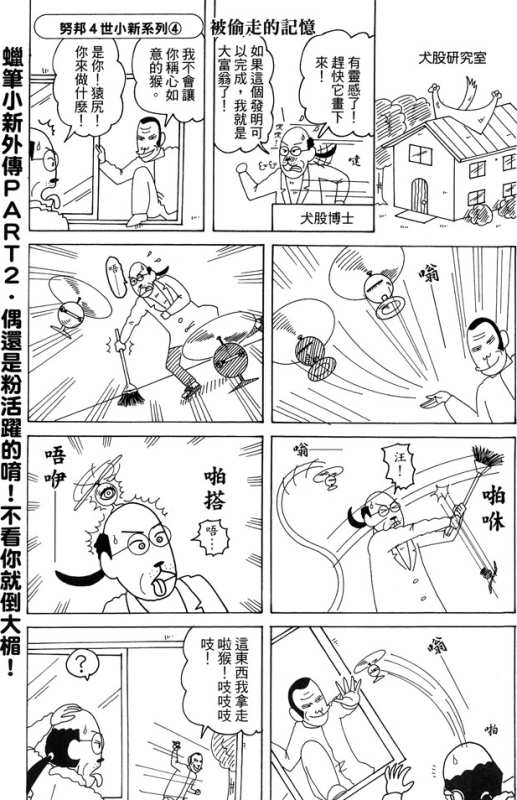 蠟筆小新外傳PART2．偶還是粉活躍的唷！不看你就倒大楣！
努邦4世小新系列④
被偷走的記憶
犬股研究室
有靈感了！
趕快它畫下
來！
噠
如果這個發明可
以完成，我就是
大富翁了！
犬股博士
我不會讓
你稱心如
意的猴。
是你！猿尻！
你來做什麼！
嗡
唔！
嗡
汪！
啪咻
啪搭
唔…
唔咿
嗡
啪
這東西我拿走
啦猴！吱吱吱
吱！
？